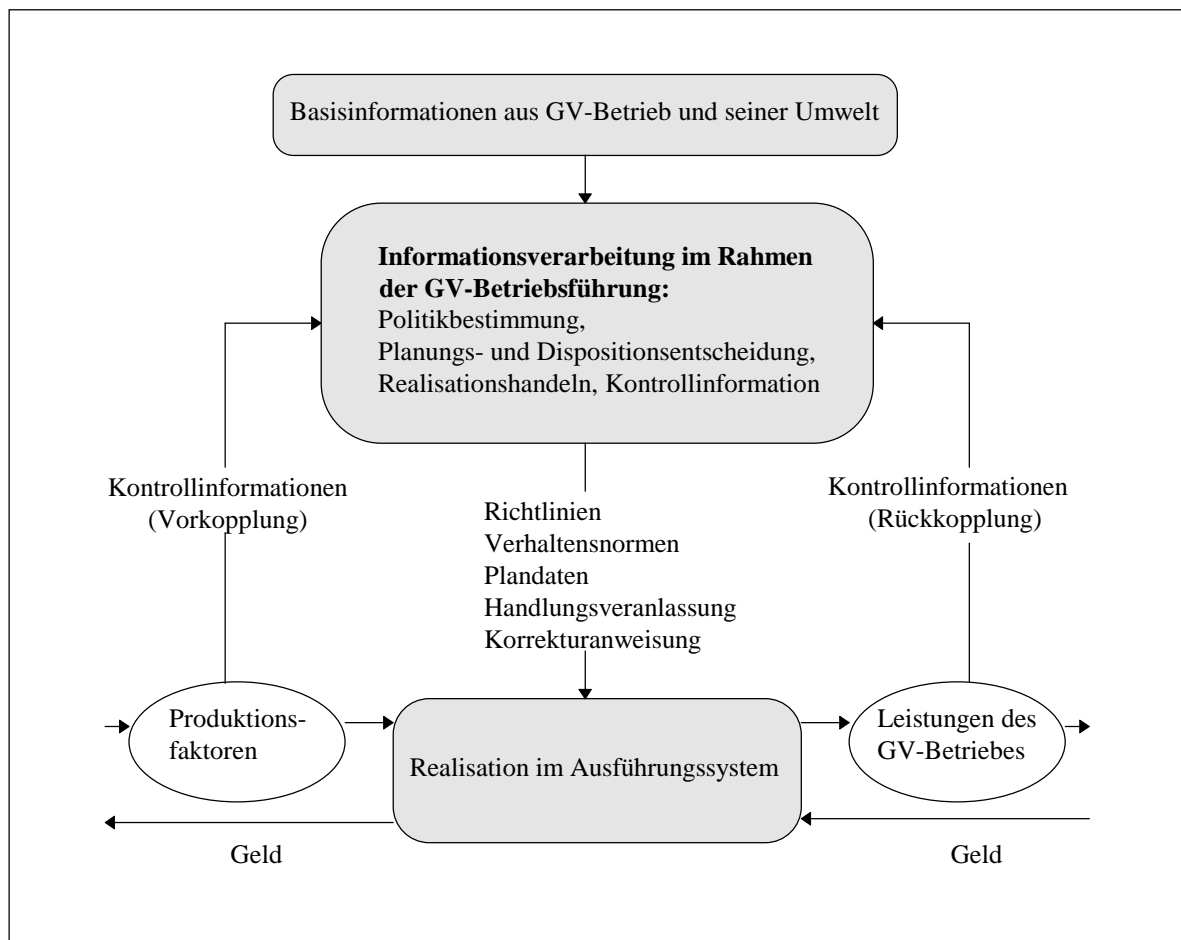 Basisinformationen aus GV-Betrieb und seiner Umwelt
Informationsverarbeitung im Rahmen
der GV-Betriebsführung:
Politikbestimmung,
Planungs- und Dispositionsentscheidung,
Realisationshandeln, Kontrollinformation
Kontrollinformationen
(Vorkopplung)
Richtlinien
Verhaltensnormen
Plandaten
Handlungsveranlassung
Korrekturanweisung
Kontrollinformationen
(Rückkopplung)
Produktions-
faktoren
Realisation im Ausführungssystem
Leistungen des
GV-Betriebes
Geld
Geld